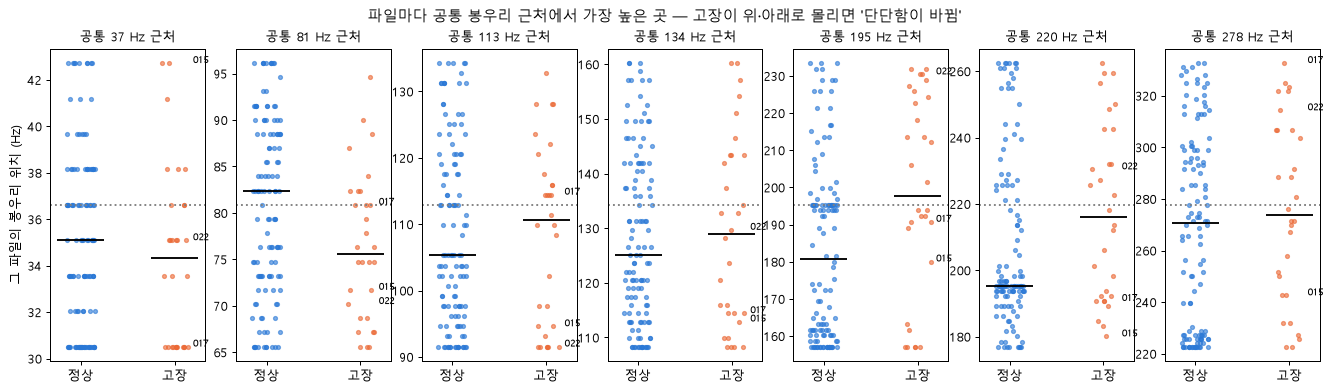 파일마다 공통 봉우리 근처에서 가장 높은 곳 — 고장이 위·아래로 몰리면 '단단함이 바뀜'
공통 37 Hz 근처
공통 81 Hz 근처
공통 113 Hz 근처
공통 134 Hz 근처
공통 195 Hz 근처
공통 220 Hz 근처
공통 278 Hz 근처
그 파일의 봉우리 위치 (Hz)
42
40
38
36
34
32
30
015
022
017
정상
고장
95
90
85
80
75
70
65
017
015
022
정상
고장
130
120
110
100
90
017
015
022
정상
고장
160
150
140
130
120
110
022
017
015
정상
고장
230
220
210
200
190
180
170
160
022
017
015
정상
고장
260
240
220
200
180
022
017
015
정상
고장
320
300
280
260
240
220
017
022
015
정상
고장